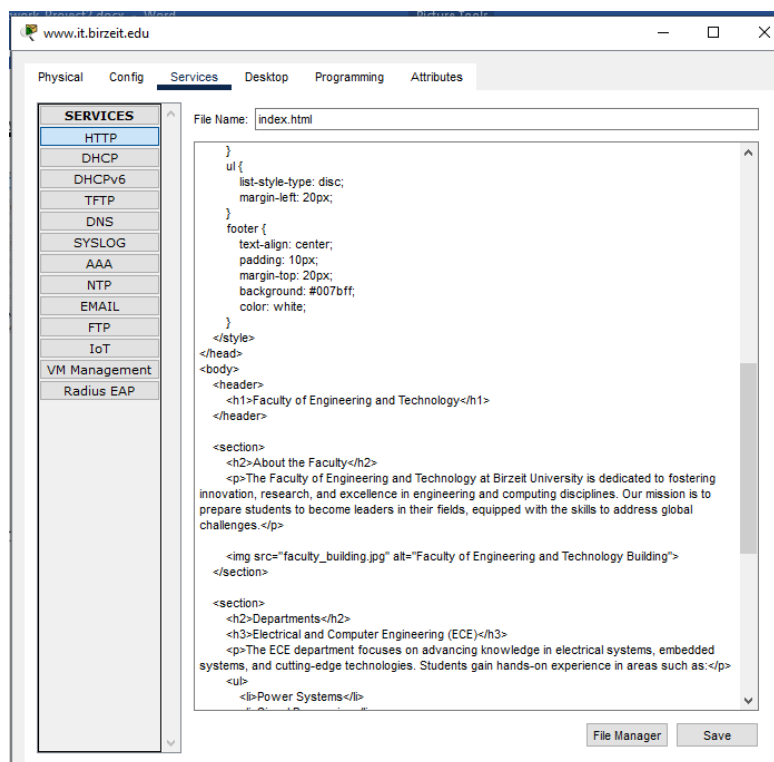 www.it.birzeit.edu
Physical Config Services Desktop Programming Attributes
SERVICES
HTTP
DHCP
DHCPv6
TFTP
DNS
SYSLOG
AAA
NTP
EMAIL
FTP
IoT
VM Management
Radius EAP
File Name: index.html
}
ul {
list-style-type: disc;
margin-left: 20px;
}
footer {
text-align: center;
padding: 10px;
margin-top: 20px;
background: #007bff;
color: white;
}
</style>
</head>
<body>
<header>
<h1>Faculty of Engineering and Technology</h1>
</header>
<section>
<h2>About the Faculty</h2>
<p>The Faculty of Engineering and Technology at Birzeit University is dedicated to fostering
innovation, research, and excellence in engineering and computing disciplines. Our mission is to
prepare students to become leaders in their fields, equipped with the skills to address global
challenges.</p>
<img src="faculty_building.jpg" alt="Faculty of Engineering and Technology Building">
</section>
<section>
<h2>Departments</h2>
<h3>Electrical and Computer Engineering (ECE)</h3>
<p>The ECE department focuses on advancing knowledge in electrical systems, embedded
systems, and cutting-edge technologies. Students gain hands-on experience in areas such as:</p>
<ul>
<li>Power Systems</li>
File Manager Save